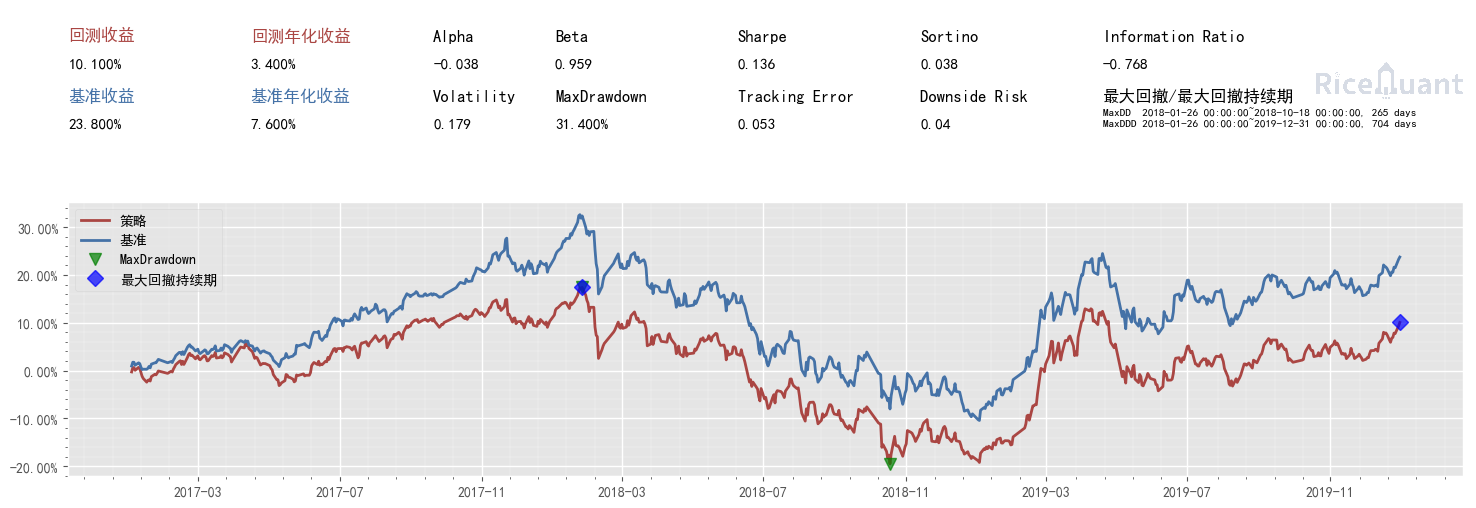 回测收益 回测年化收益 Alpha Beta Sharpe Sortino Information Ratio
10.100% 3.400% -0.038 0.959 0.136 0.038 -0.768
RiceQuant
基准收益 基准年化收益 Volatility MaxDrawdown Tracking Error Downside Risk 最大回撤/最大回撤持续期
23.800% 7.600% 0.179 31.400% 0.053 0.04
MaxDD 2018-01-26 00:00:00~2018-10-18 00:00:00, 265 days
MaxDDD 2018-01-26 00:00:00~2019-12-31 00:00:00, 704 days
策略
基准
MaxDrawdown
最大回撤持续期
30.00%
20.00%
10.00%
0.00%
-10.00%
-20.00%
2017-03 2017-07 2017-11 2018-03 2018-07 2018-11 2019-03 2019-07 2019-11